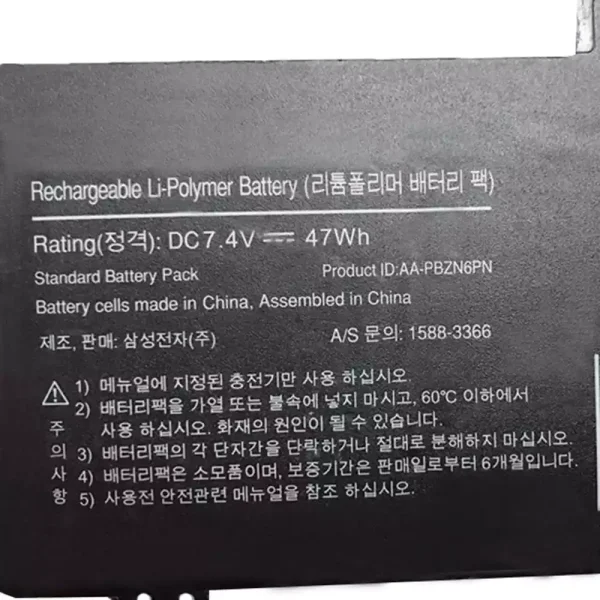 Rechargeable Li-Polymer Battery (리튬폴리머 배터리 팩)
Rating(정격): DC 7.4V ⎓ 47Wh
Standard Battery Pack Product ID:AA-PBZN6PN
Battery cells made in China, Assembled in China
제조, 판매: 삼성전자(주) A/S 문의: 1588-3366
⚠ 1) 메뉴얼에 지정된 충전기만 사용 하십시오.
2) 배터리팩을 가열 또는 불속에 넣지 마시고, 60℃ 이하에서
주 사용 하십시오. 화재의 원인이 될 수 있습니다.
의 3) 배터리팩의 각 단자간을 단락하거나 절대로 분해하지 마십시오.
사 4) 배터리팩은 소모품이며, 보증기간은 판매일로부터 6개월입니다.
항 5) 사용전 안전관련 메뉴얼을 참조 하십시오.